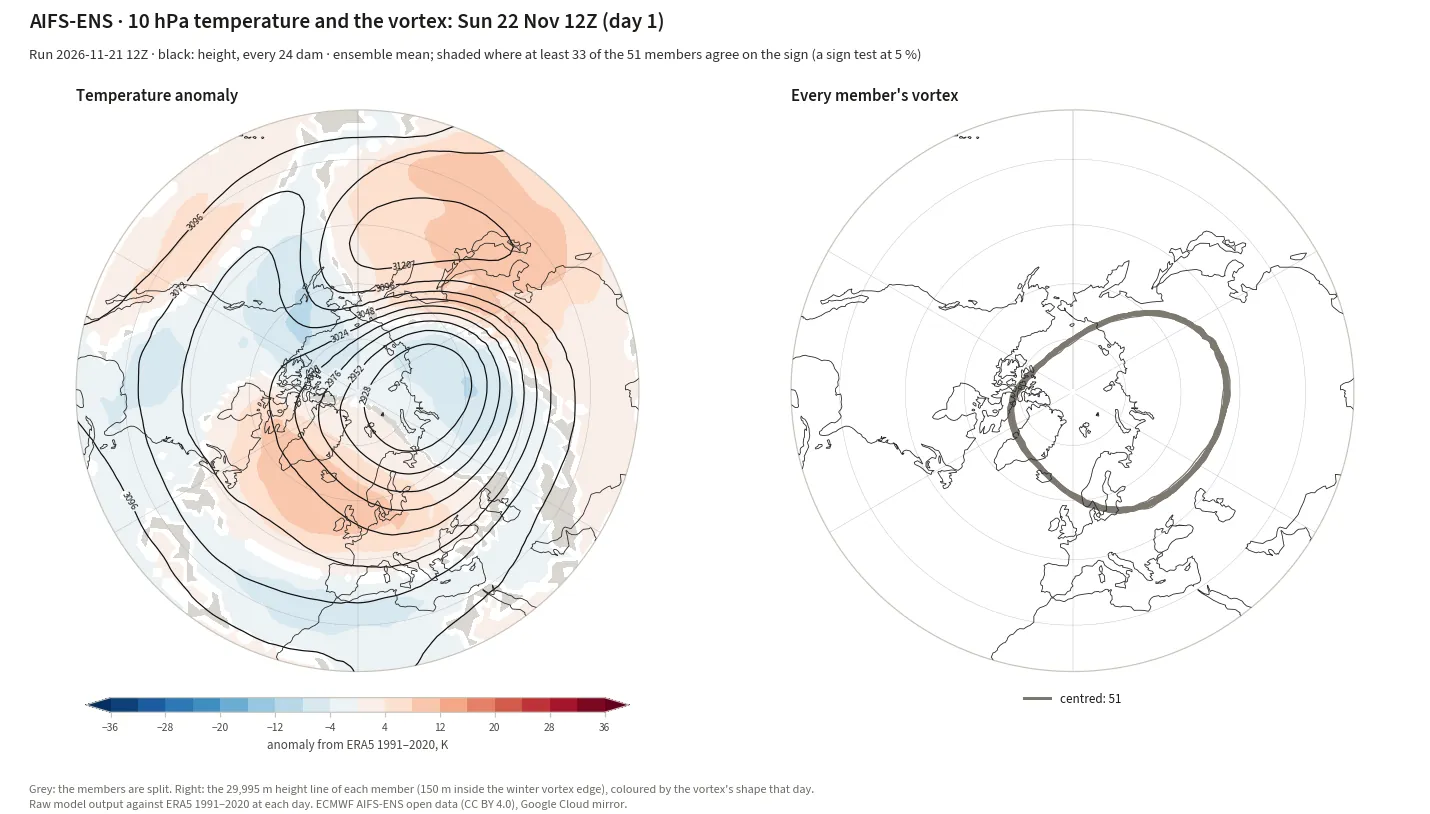 AIFS-ENS · 10 hPa temperature and the vortex: Sun 22 Nov 12Z (day 1)
Run 2026-11-21 12Z · black: height, every 24 dam · ensemble mean; shaded where at least 33 of the 51 members agree on the sign (a sign test at 5 %)
Temperature anomaly
Every member's vortex
3096
3072
3120
3096
3048
3024
2976
2952
2928
3096
centred: 51
−36 −28 −20 −12 −4 4 12 20 28 36
anomaly from ERA5 1991–2020, K
Grey: the members are split. Right: the 29,995 m height line of each member (150 m inside the winter vortex edge), coloured by the vortex's shape that day.
Raw model output against ERA5 1991–2020 at each day. ECMWF AIFS-ENS open data (CC BY 4.0), Google Cloud mirror.